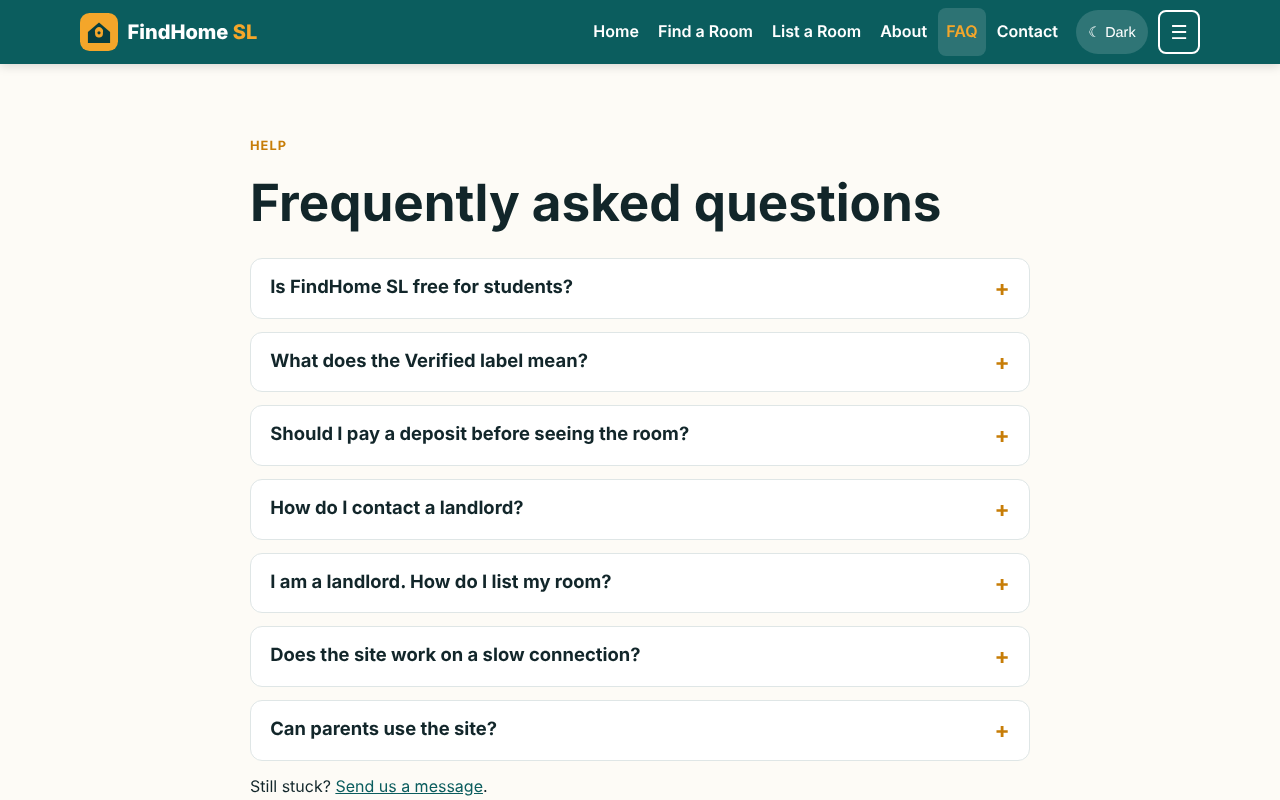 FindHome SL
Home Find a Room List a Room About FAQ Contact ☾ Dark ☰
HELP
Frequently asked questions
Is FindHome SL free for students? +
What does the Verified label mean? +
Should I pay a deposit before seeing the room? +
How do I contact a landlord? +
I am a landlord. How do I list my room? +
Does the site work on a slow connection? +
Can parents use the site? +
Still stuck? Send us a message.